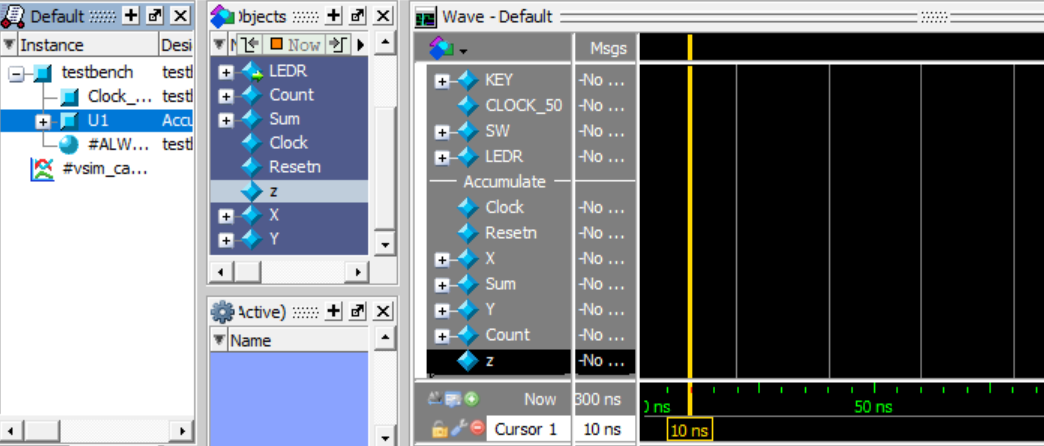 Default
Instance Desi
testbench testl
Clock_... testl
U1 Accu
#ALW... testl
#vsim_ca...
Objects
Now
LEDR
Count
Sum
Clock
Resetn
z
X
Y
Active)
Name
Wave - Default
Msgs
KEY -No ...
CLOCK_50 -No ...
SW -No ...
LEDR -No ...
Accumulate
Clock -No ...
Resetn -No ...
X -No ...
Sum -No ...
Y -No ...
Count -No ...
z -No ...
Now 300 ns
Cursor 1 10 ns
ns 50 ns
10 ns